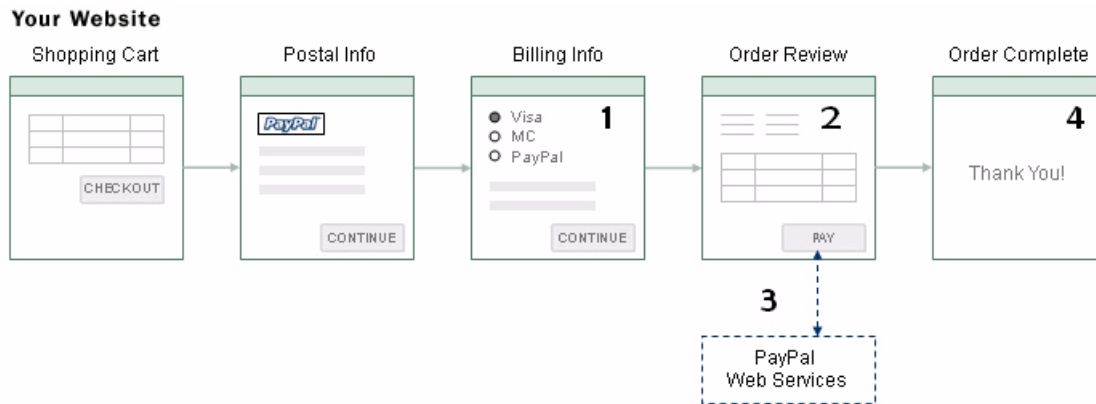 Your Website
Shopping Cart
Postal Info
Billing Info
Order Review
Order Complete
CHECKOUT
PayPal
CONTINUE
1
Visa
MC
PayPal
CONTINUE
2
PAY
4
Thank You!
3
PayPal
Web Services